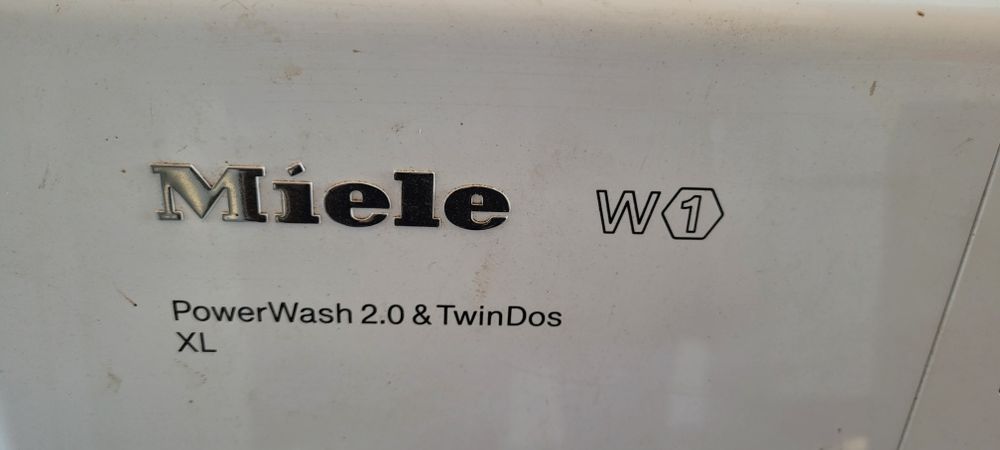 Miele W1
PowerWash 2.0 & TwinDos
XL